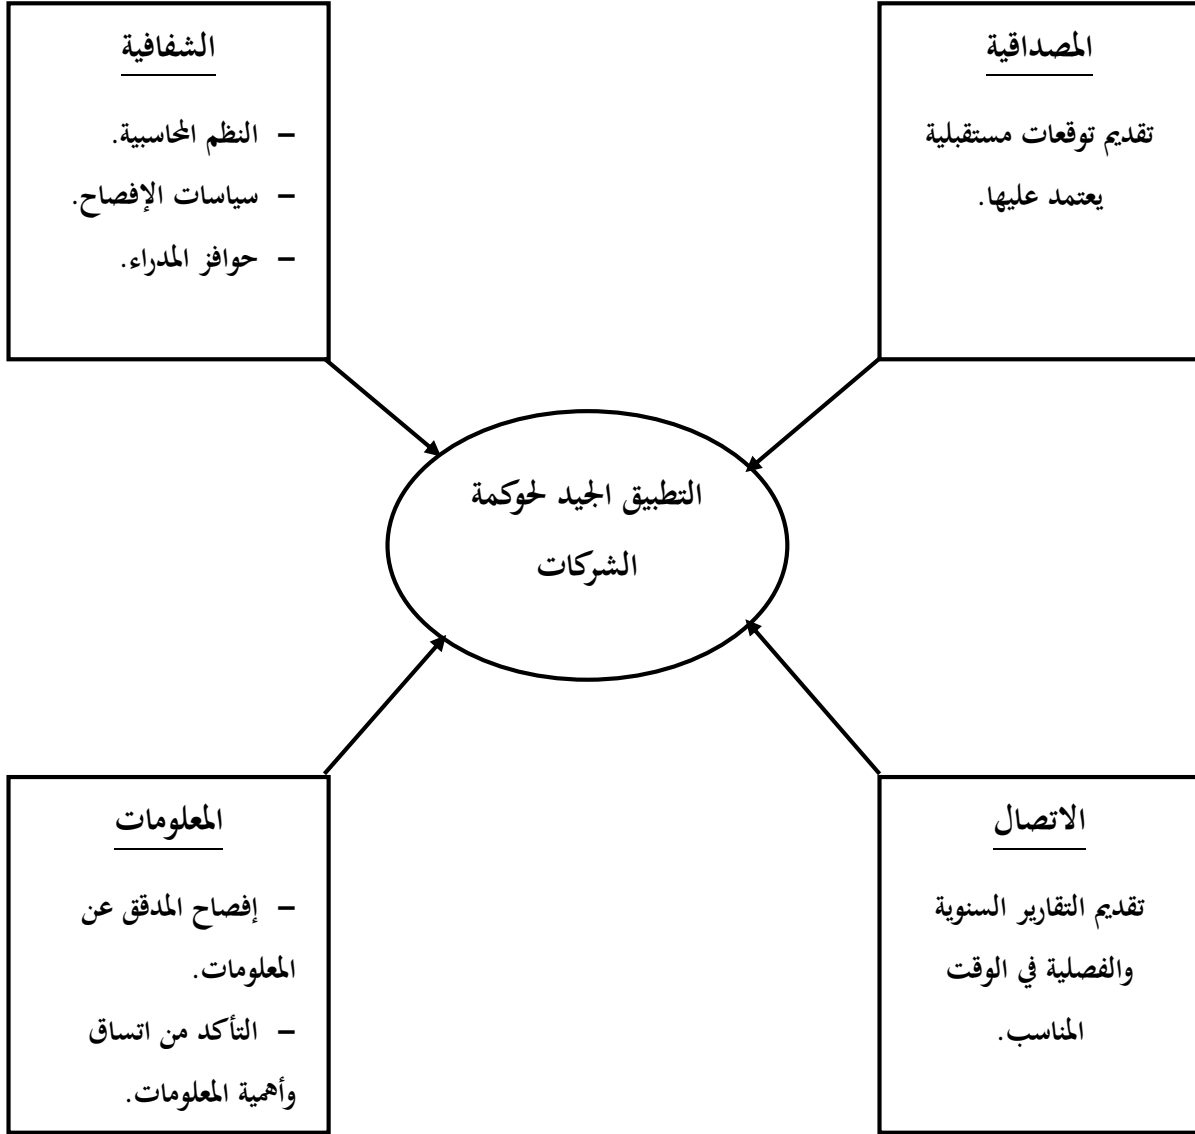 المصداقية
تقديم توقعات مستقبلية
يعتمد عليها.
الشفافية
– النظم المحاسبية.
– سياسات الإفصاح.
– حوافز المدراء.
التطبيق الجيد لحوكمة
الشركات
الاتصال
تقديم التقارير السنوية
والفصلية في الوقت
المناسب.
المعلومات
– إفصاح المدقق عن
المعلومات.
– التأكد من اتساق
وأهمية المعلومات.